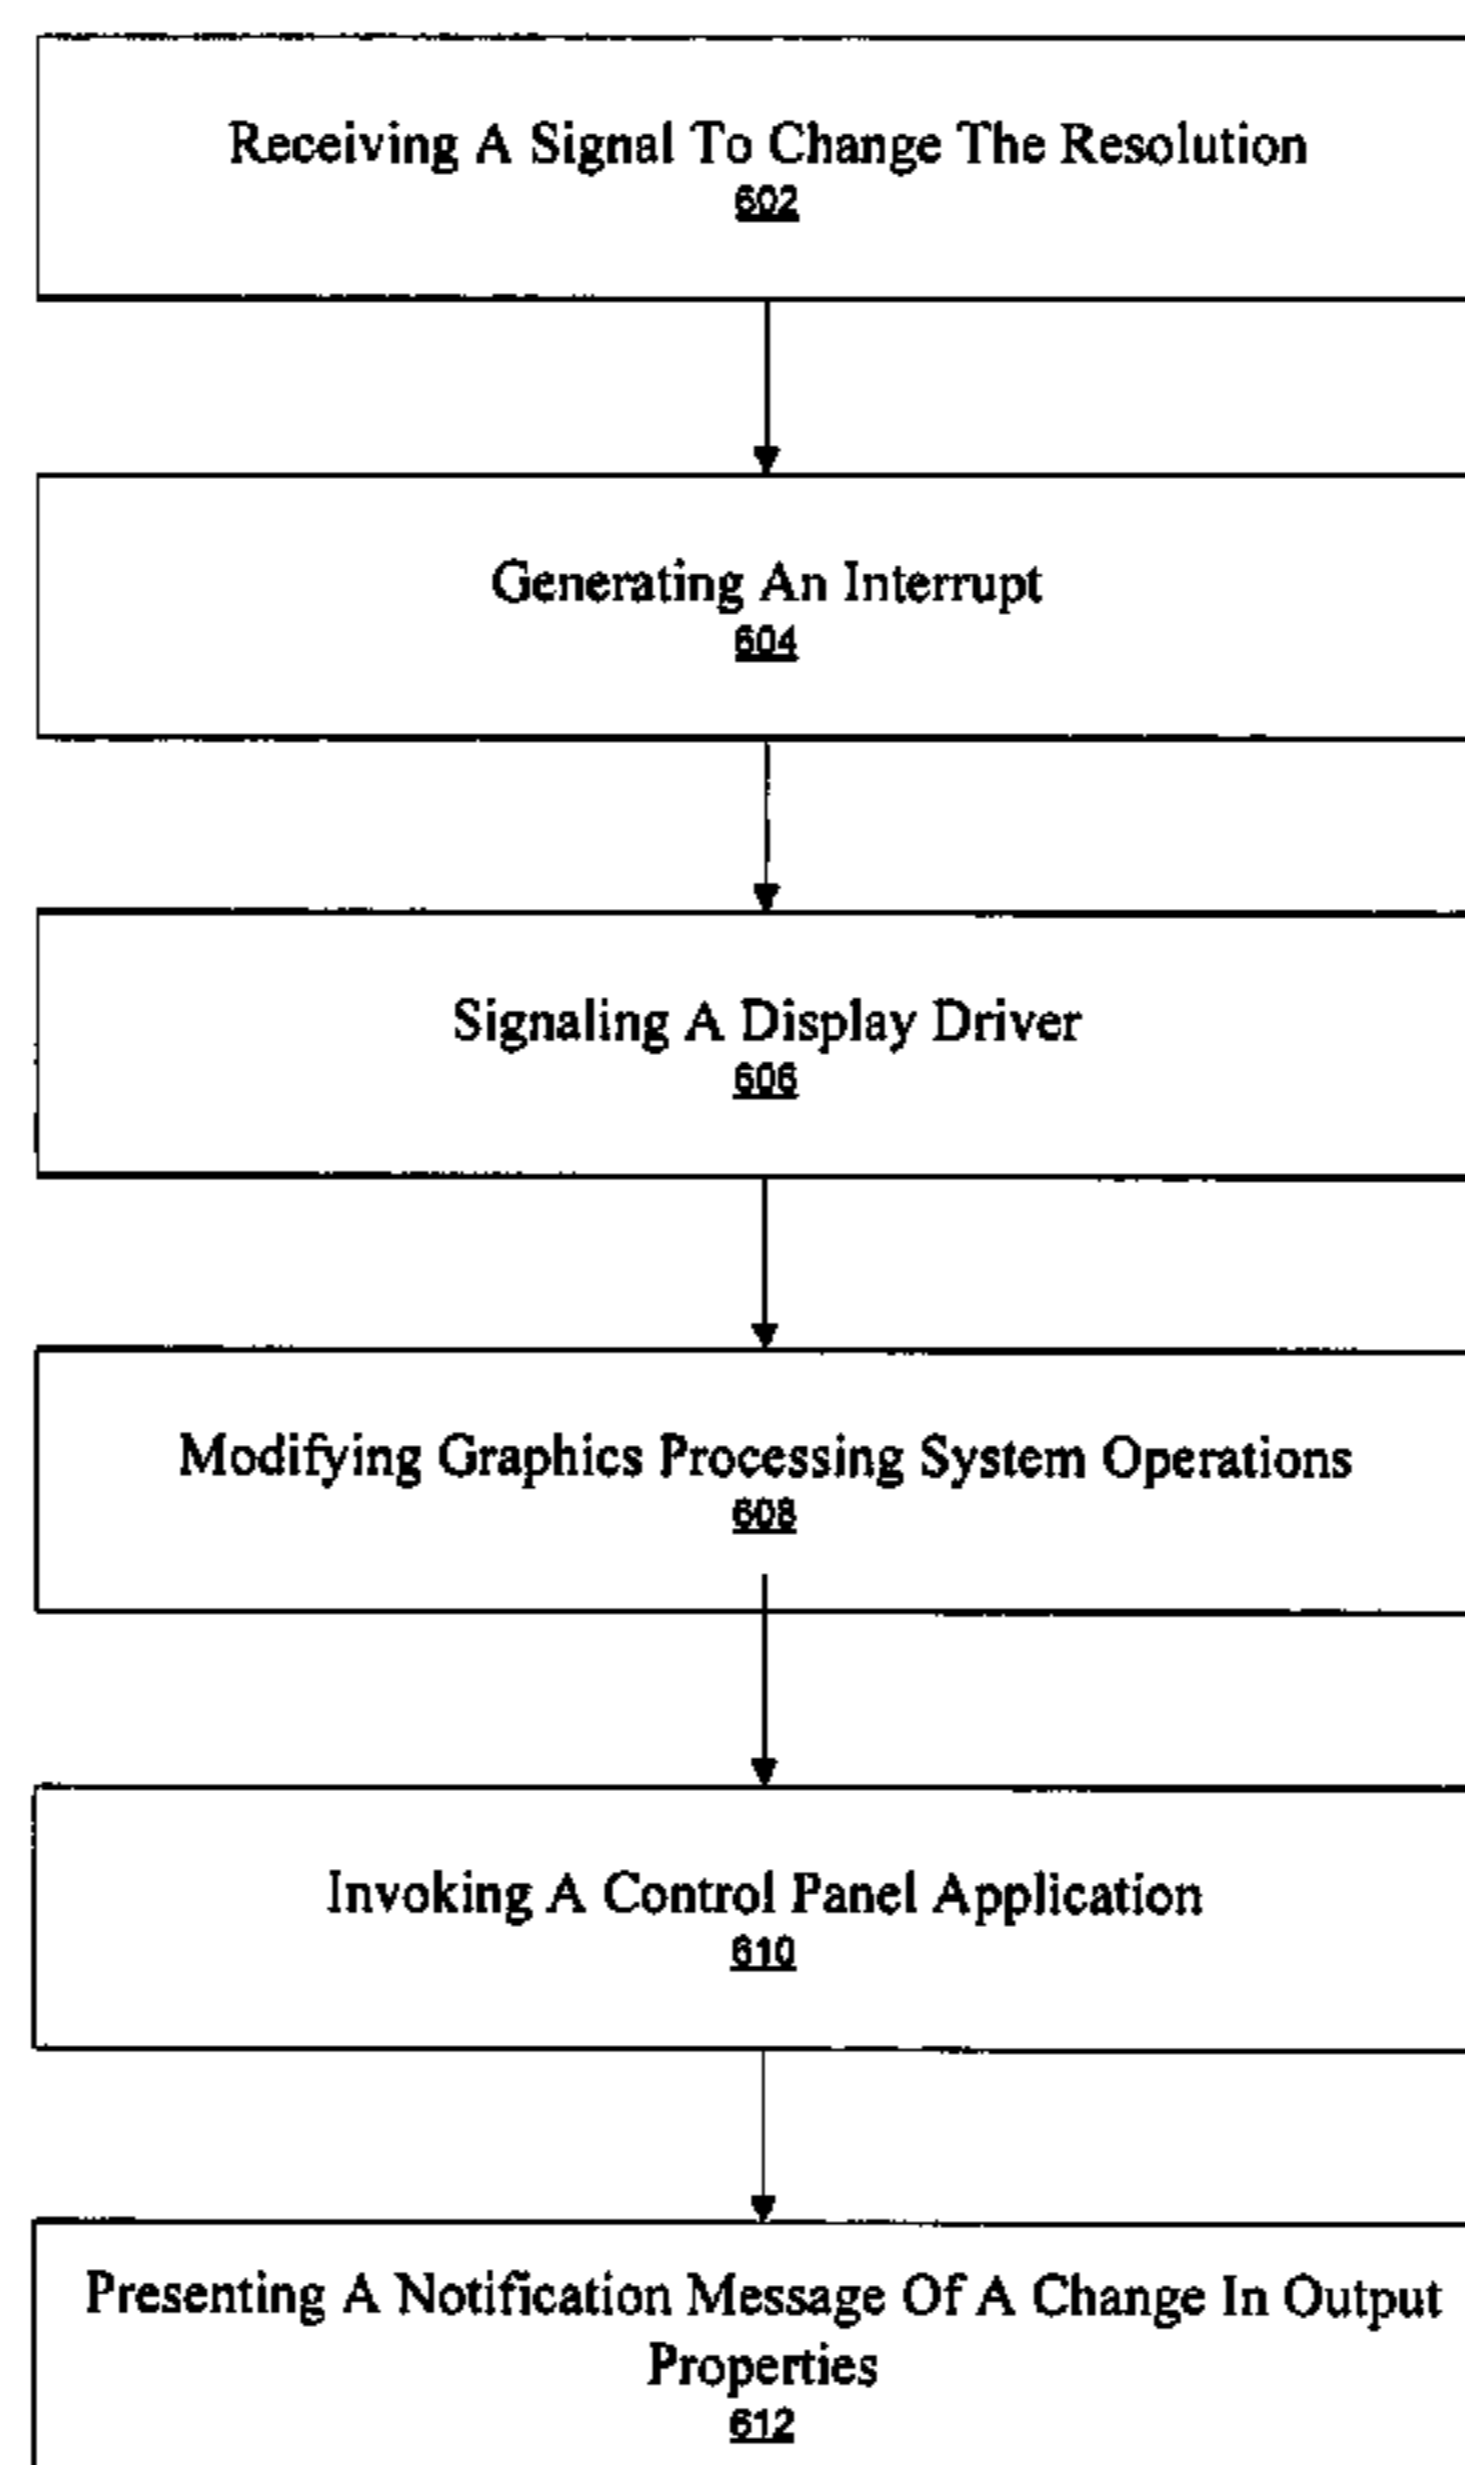 Receiving A Signal To Change The Resolution
602
Generating An Interrupt
604
Signaling A Display Driver
606
Modifying Graphics Processing System Operations
608
Invoking A Control Panel Application
610
Presenting A Notification Message Of A Change In Output
Properties
612